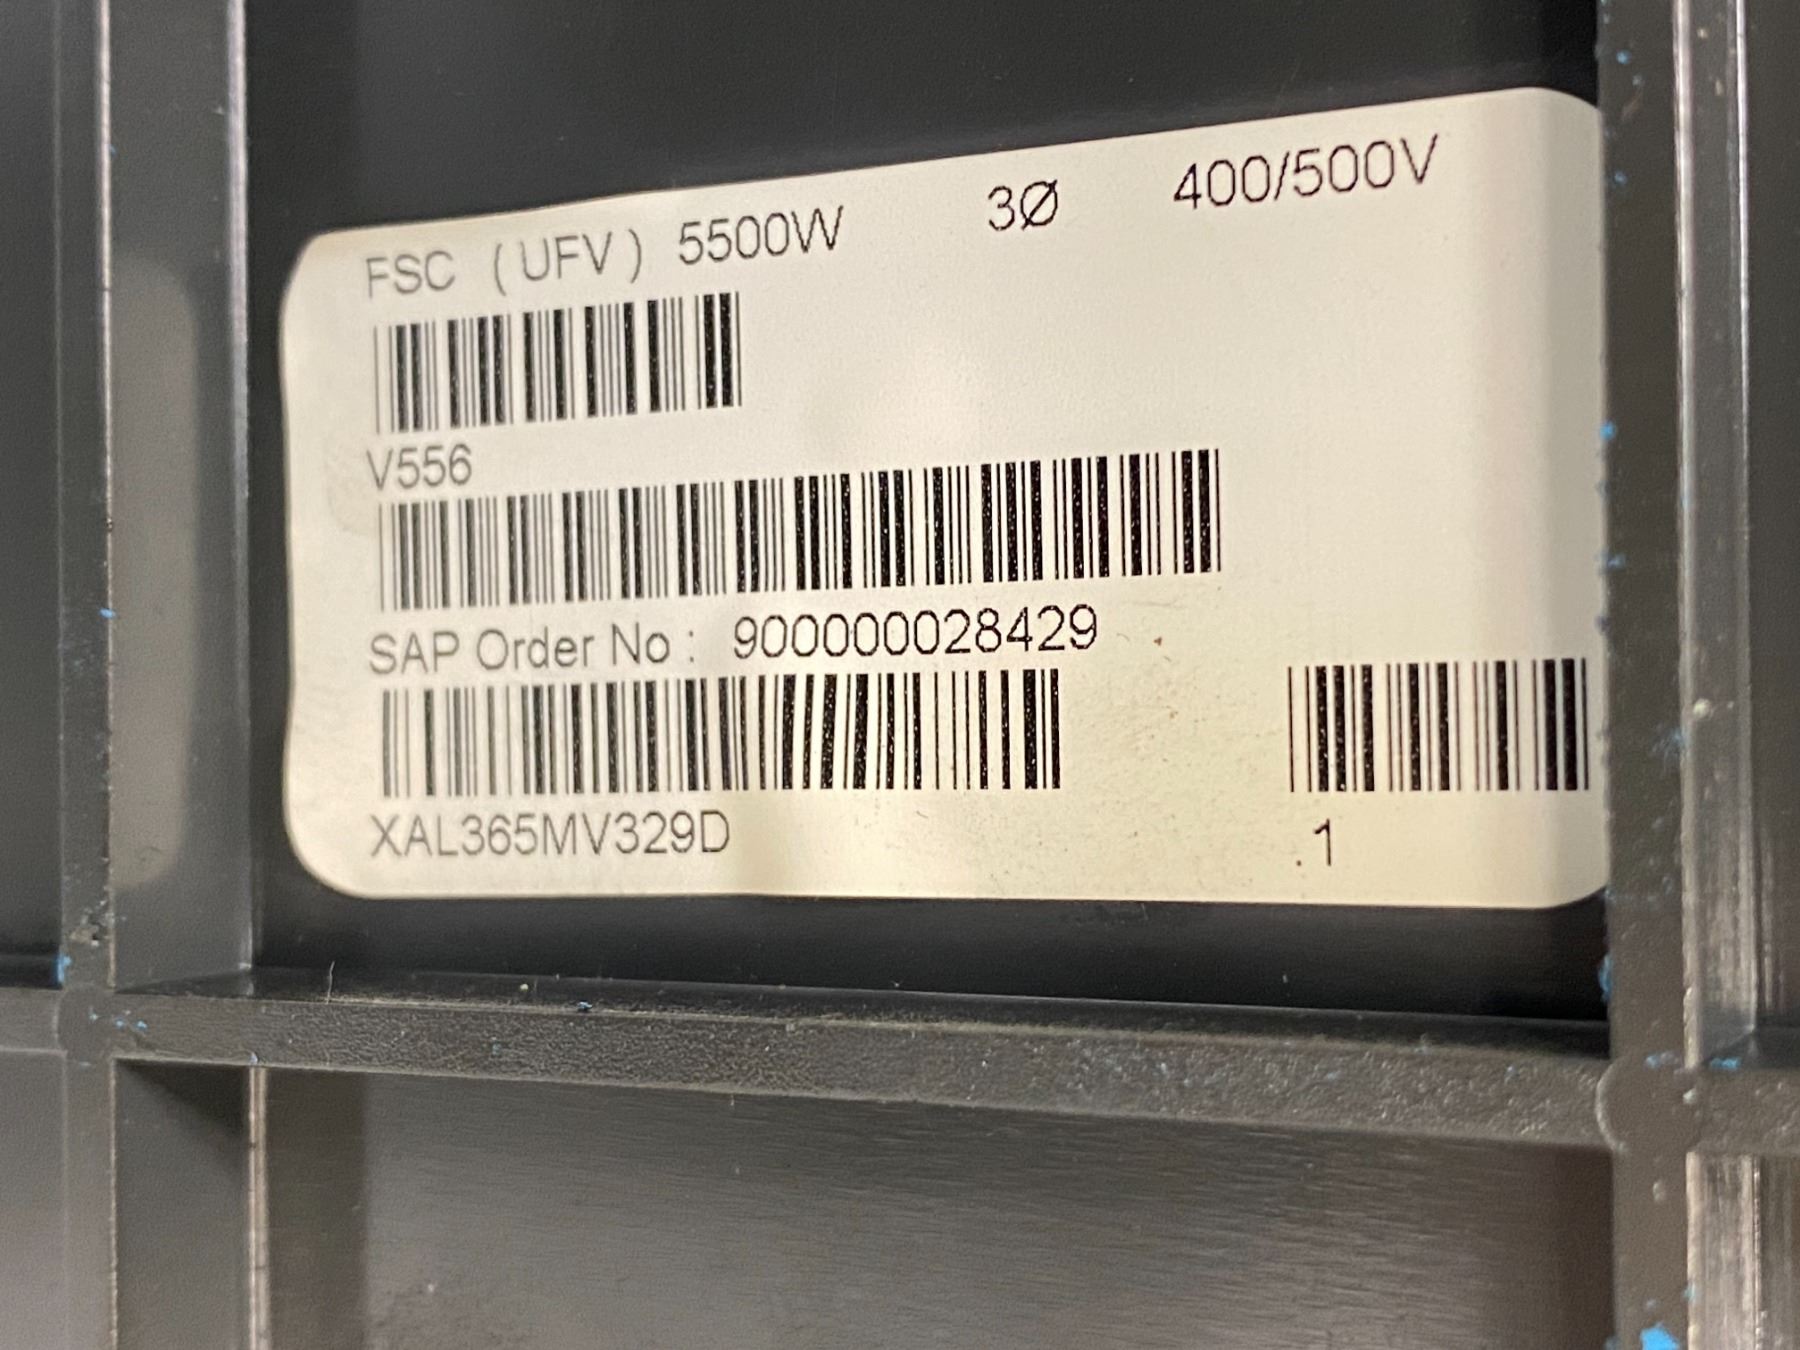 FSC (UFV) 5500W 3Ø 400/500V
V556
SAP Order No : 900000028429
XAL365MV329D .1